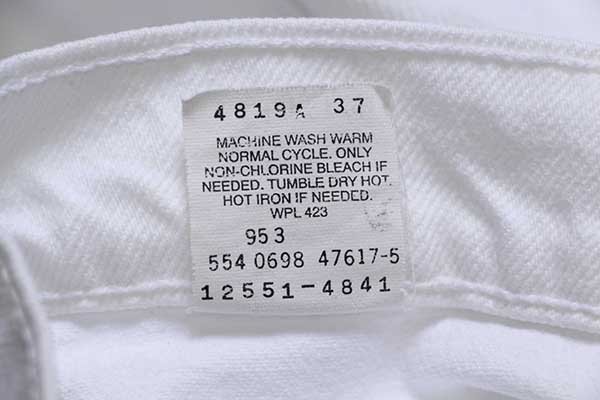 4819A 37
MACHINE WASH WARM
NORMAL CYCLE. ONLY
NON-CHLORINE BLEACH IF
NEEDED. TUMBLE DRY HOT.
HOT IRON IF NEEDED.
WPL 423
953
554 0698 47617-5
12551-4841